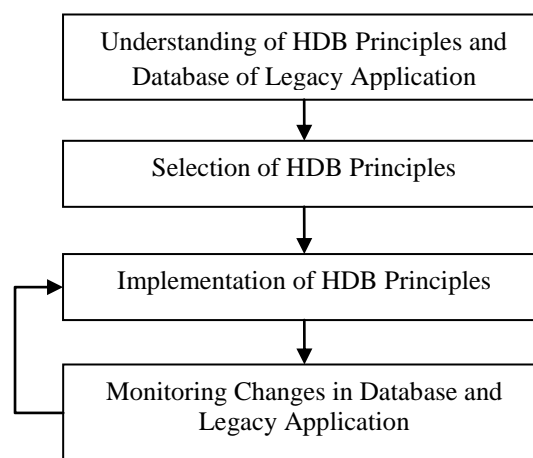 Understanding of HDB Principles and
Database of Legacy Application
Selection of HDB Principles
Implementation of HDB Principles
Monitoring Changes in Database and
Legacy Application